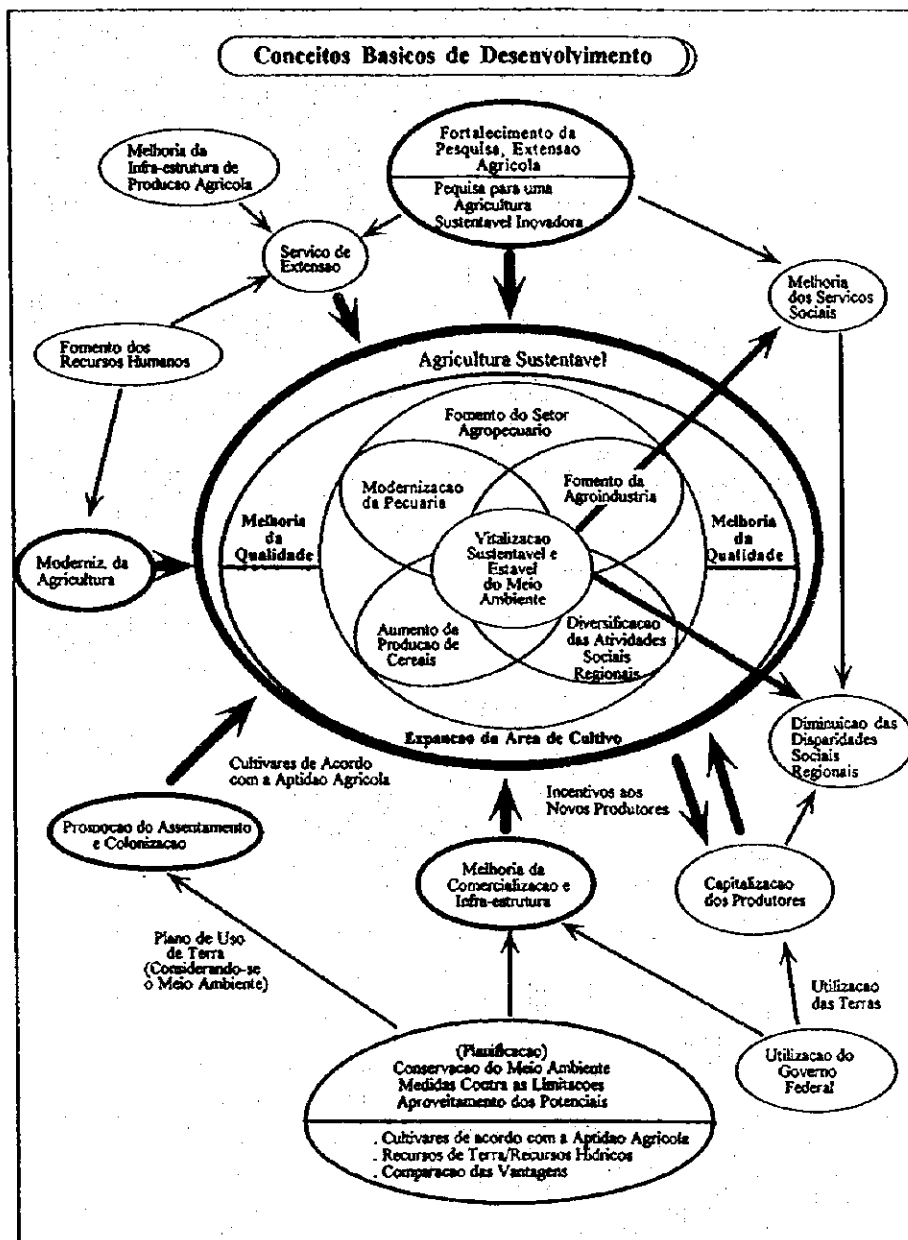 Conceitos Basicos de Desenvolvimento
Fortalecimento da
Pesquisa, Extensao
Agricola
Pequisa para uma
Agricultura
Sustentavel Inovadora
Melhoria da
Infra-estrutura de
Producao Agricola
Servico de
Extensao
Melhoria
dos Servicos
Sociais
Fomento dos
Recursos Humanos
Agricultura Sustentavel
Fomento do Setor
Agropecuario
Modernizacao
da Pecuaria
Fomento da
Agroindustria
Melhoria
da
Qualidade
Vitalizacao
Sustentavel e
Estavel
do Meio
Ambiente
Melhoria
da
Qualidade
Moderniz. da
Agricultura
Aumento da
Producao de
Cereais
Diversificacao
das Atividades
Sociais
Regionais
Expancao da Area de Cultivo
Diminuicao das
Disparidades
Sociais
Regionais
Cultivares de Acordo
com a Aptidao Agricola
Incentivos aos
Novos Produtores
Promocao do Assentamento
e Colonizacao
Melhoria da
Comercializacao e
Infra-estrutura
Capitalizacao
dos Produtores
Plano de Uso
de Terra
(Considerando-se
o Meio Ambiente)
Utilizacao
das Terras
(Planificacao)
Conservacao do Meio Ambiente
Medidas Contra as Limitacoes
Aproveitamento dos Potenciais
Utilizacao do
Governo
Federal
. Cultivares de acordo com a Aptidao Agricola
. Recursos de Terra/Recursos Hidricos
. Comparacao das Vantagens